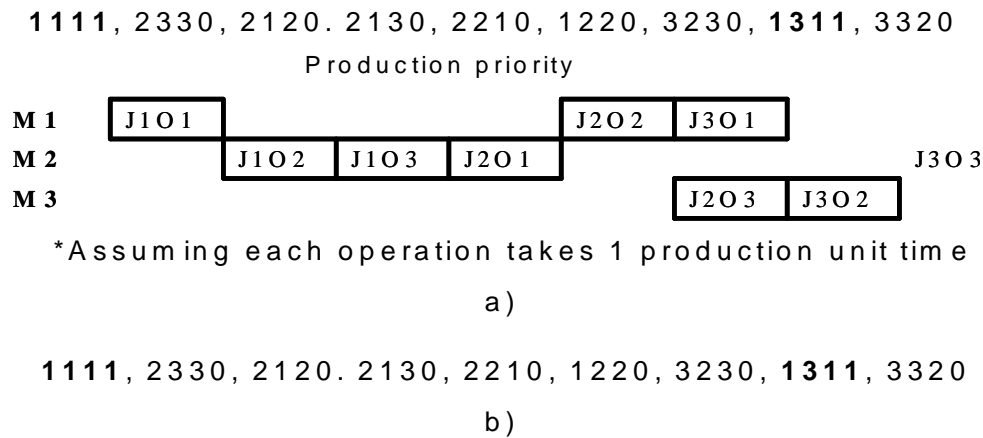 1111, 2330, 2120. 2130, 2210, 1220, 3230, 1311, 3320
Production priority
M1 J1O1 J2O2 J3O1
M2 J1O2 J1O3 J2O1 J3O3
M3 J2O3 J3O2
*Assuming each operation takes 1 production unit time
a)
1111, 2330, 2120. 2130, 2210, 1220, 3230, 1311, 3320
b)